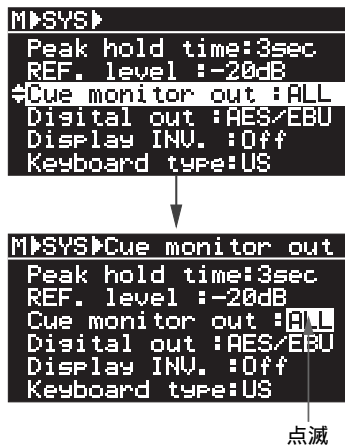 M▶SYS▶
Peak hold time:3sec
REF. level :-20dB
Cue monitor out :ALL
Digital out :AES/EBU
Display INV. :Off
Keyboard type:US
M▶SYS▶Cue monitor out
Peak hold time:3sec
REF. level :-20dB
Cue monitor out :ALL
Digital out :AES/EBU
Display INV. :Off
Keyboard type:US
点滅